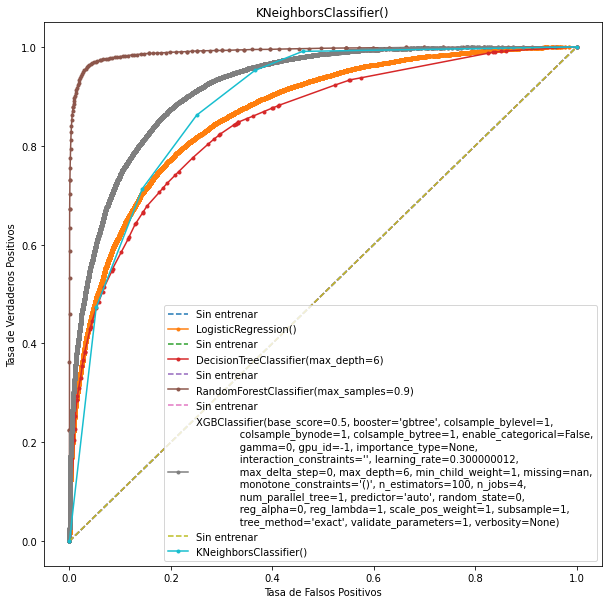 KNeighborsClassifier()
1.0
0.8
0.6
0.4
0.2
0.0
Tasa de Verdaderos Positivos
Sin entrenar
LogisticRegression()
Sin entrenar
DecisionTreeClassifier(max_depth=6)
Sin entrenar
RandomForestClassifier(max_samples=0.9)
Sin entrenar
XGBClassifier(base_score=0.5, booster='gbtree', colsample_bylevel=1,
colsample_bynode=1, colsample_bytree=1, enable_categorical=False,
gamma=0, gpu_id=-1, importance_type=None,
interaction_constraints='', learning_rate=0.300000012,
max_delta_step=0, max_depth=6, min_child_weight=1, missing=nan,
monotone_constraints='()', n_estimators=100, n_jobs=4,
num_parallel_tree=1, predictor='auto', random_state=0,
reg_alpha=0, reg_lambda=1, scale_pos_weight=1, subsample=1,
tree_method='exact', validate_parameters=1, verbosity=None)
Sin entrenar
KNeighborsClassifier()
0.0 0.2 0.4 0.6 0.8 1.0
Tasa de Falsos Positivos